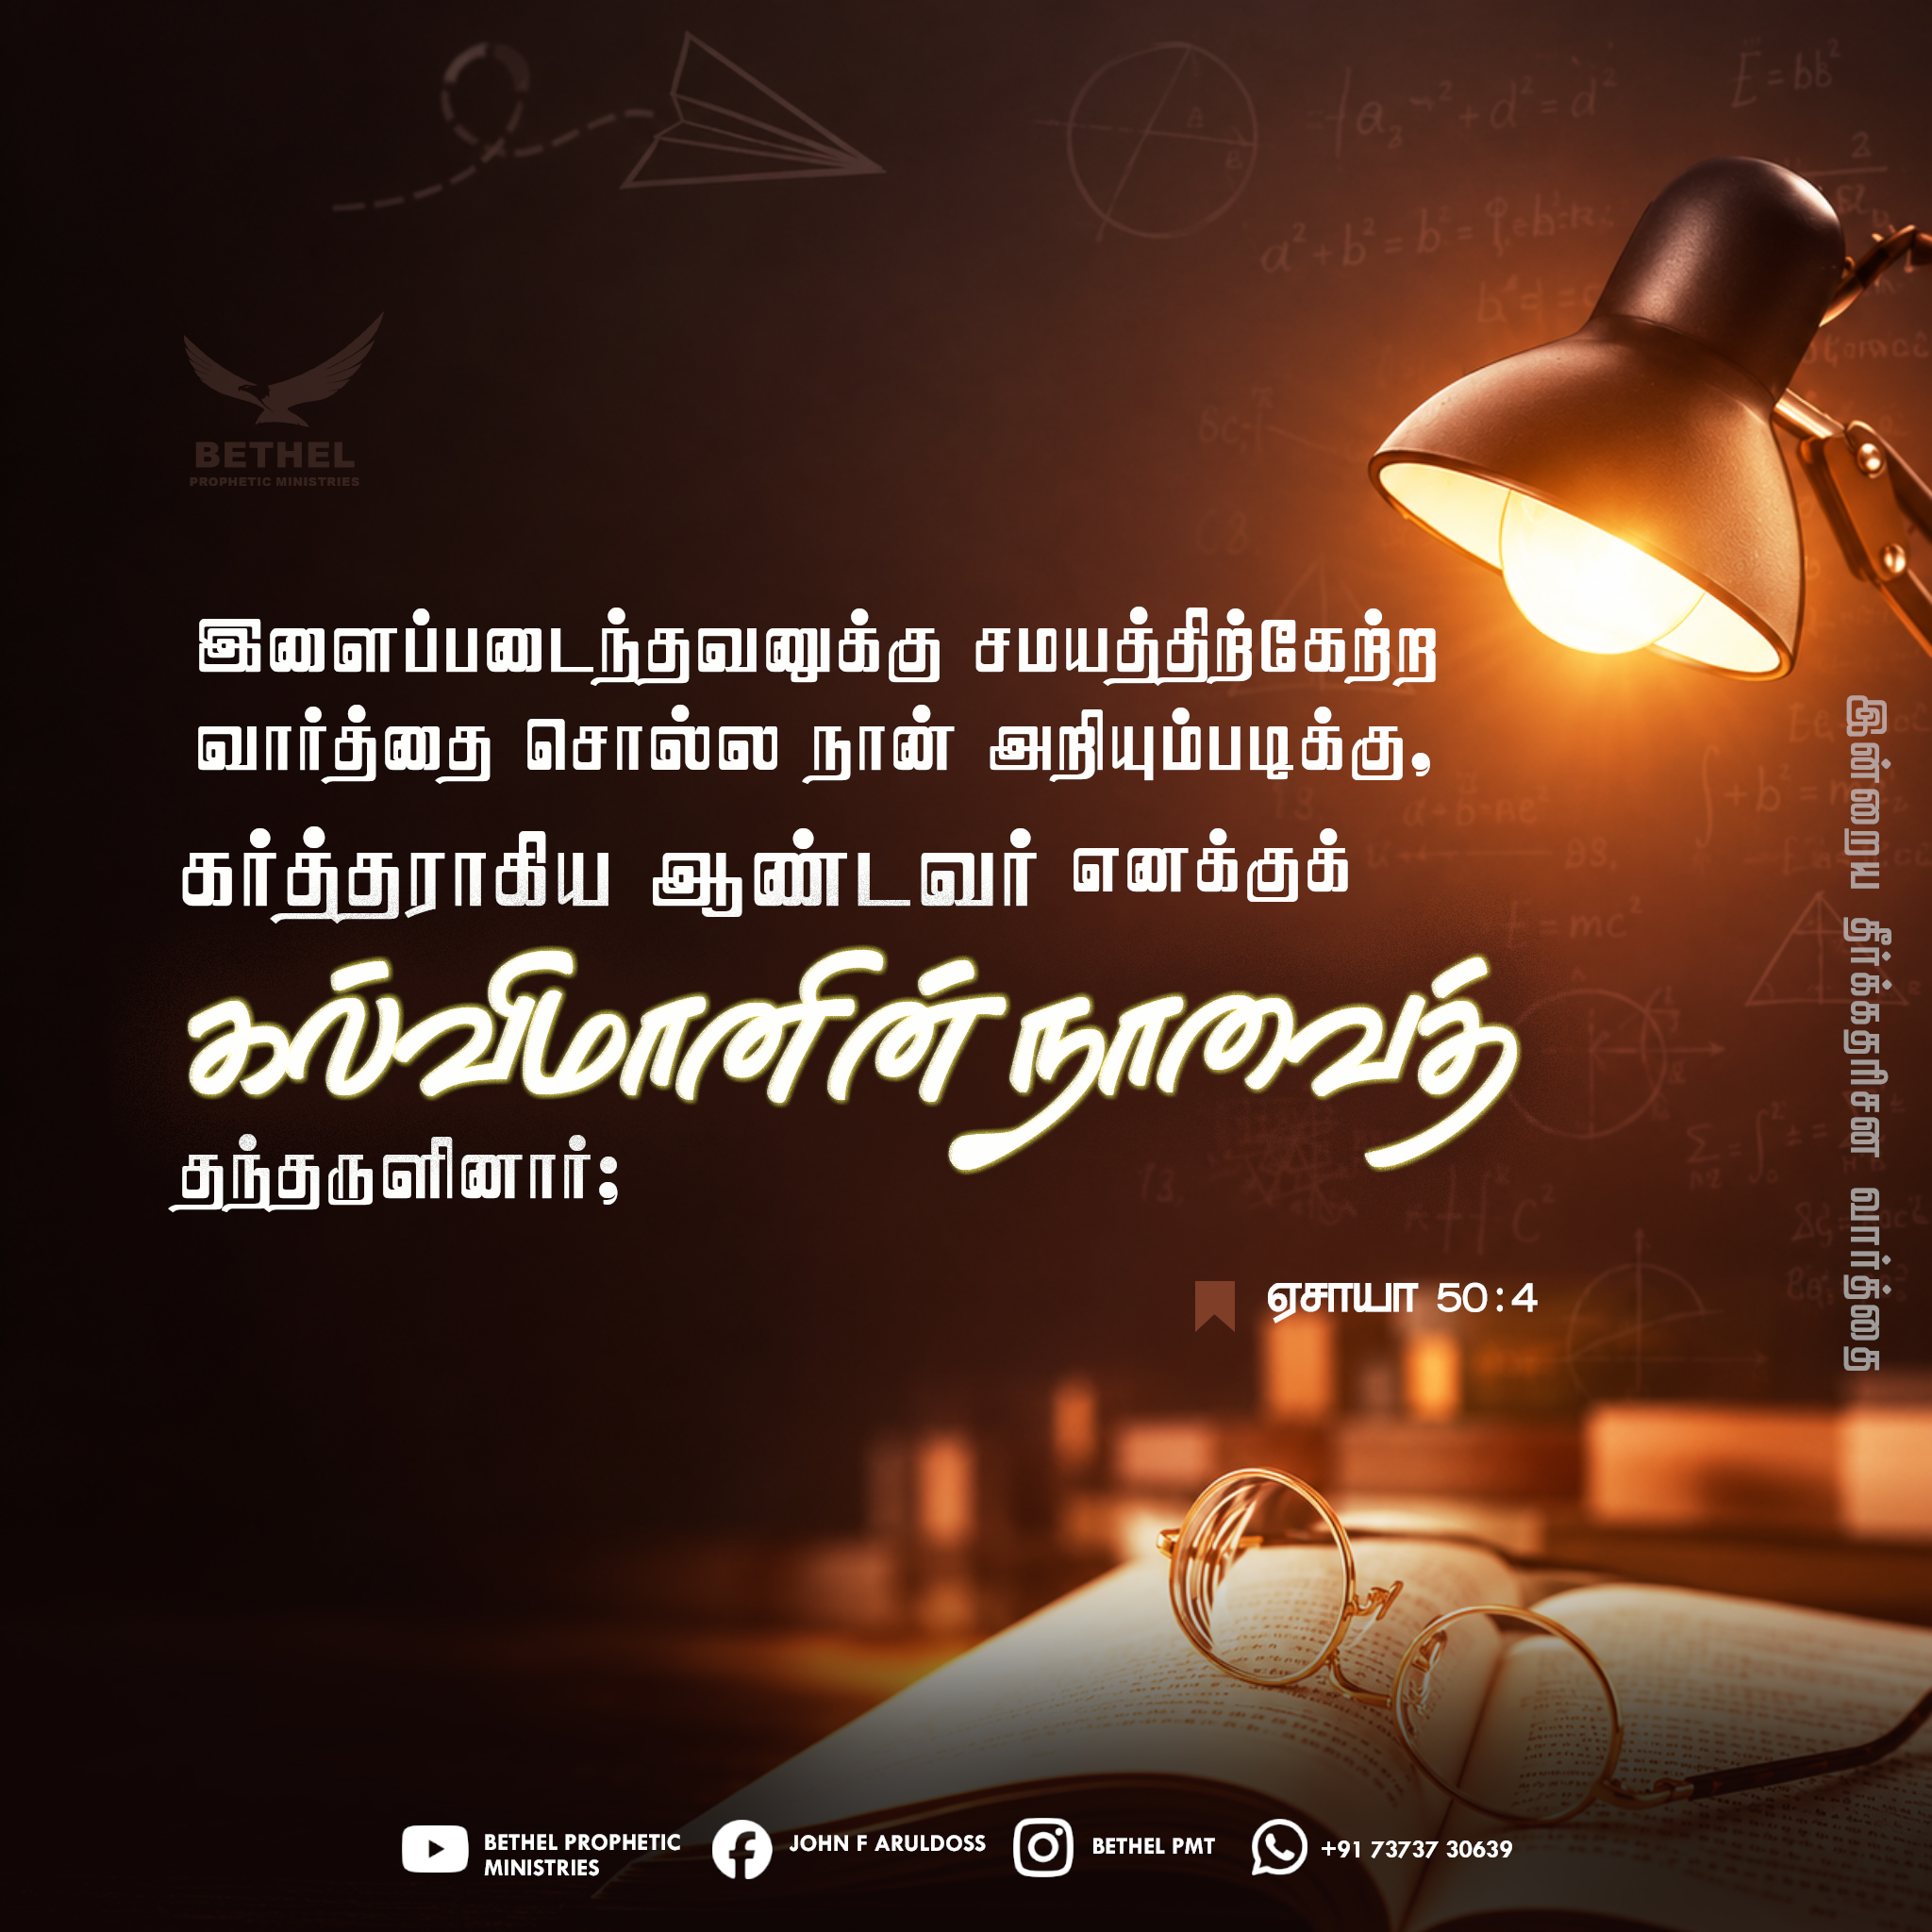 BETHEL
PROPHETIC MINISTRIES
இளைப்படைந்தவனுக்கு சமயத்திற்கேற்ற
வார்த்தை சொல்ல நான் அறியும்படிக்கு,
கர்த்தராகிய ஆண்டவர் எனக்குக்
கல்விமானின் நாவைத்
தந்தருளினார்;
ஏசாயா 50:4
இன்றைய தீர்க்கதரிசன வார்த்தை
BETHEL PROPHETIC
MINISTRIES
JOHN F ARULDOSS
BETHEL PMT
+91 73737 30639